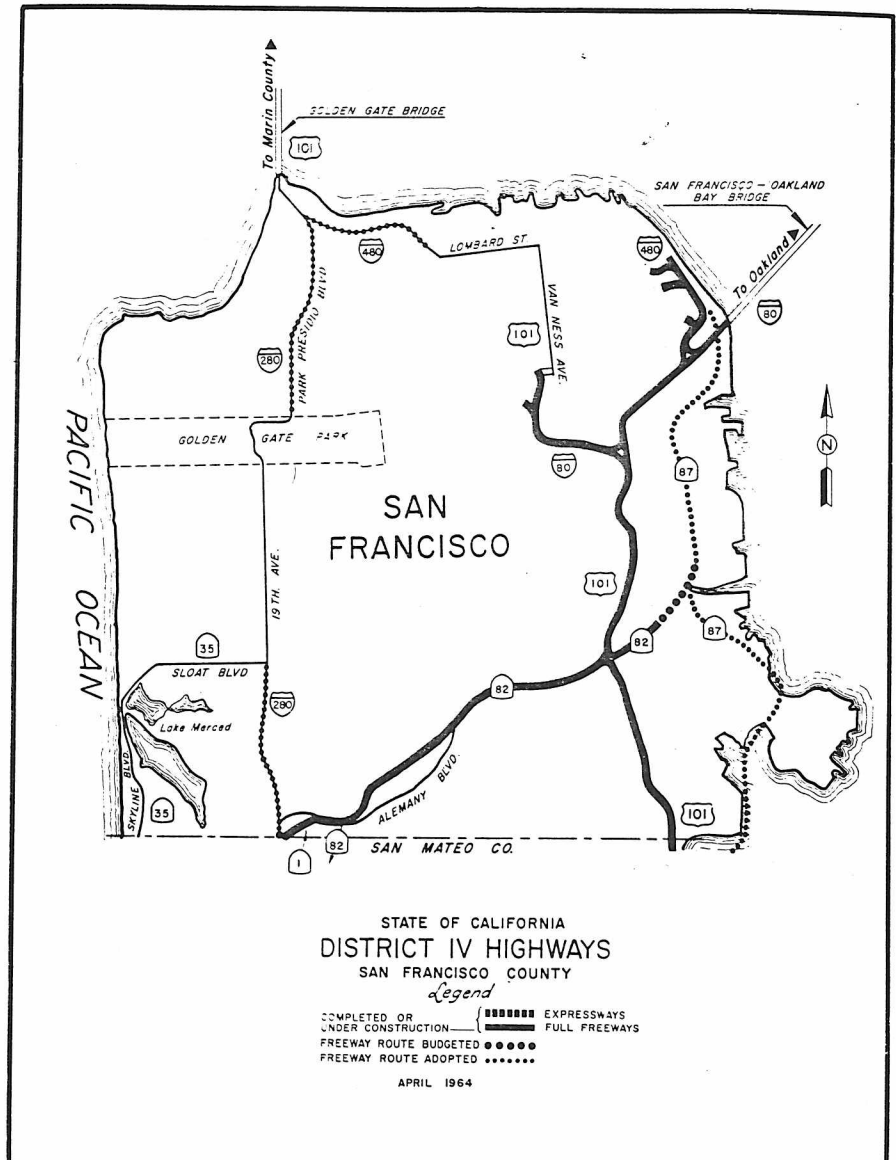 To Marin County
GOLDEN GATE BRIDGE
101
SAN FRANCISCO – OAKLAND
BAY BRIDGE
To Oakland
80
480
LOMBARD ST.
480
VAN NESS AVE.
101
PARK PRESIDIO BLVD
280
GOLDEN GATE PARK
80
87
N
PACIFIC OCEAN
SAN
FRANCISCO
19TH. AVE.
101
87
82
35
SLOAT BLVD
82
280
Lake Merced
SKYLINE BLVD.
35
ALEMANY BLVD.
101
1
82
SAN MATEO CO.
STATE OF CALIFORNIA
DISTRICT IV HIGHWAYS
SAN FRANCISCO COUNTY
Legend
COMPLETED OR
UNDER CONSTRUCTION
EXPRESSWAYS
FULL FREEWAYS
FREEWAY ROUTE BUDGETED
FREEWAY ROUTE ADOPTED
APRIL 1964